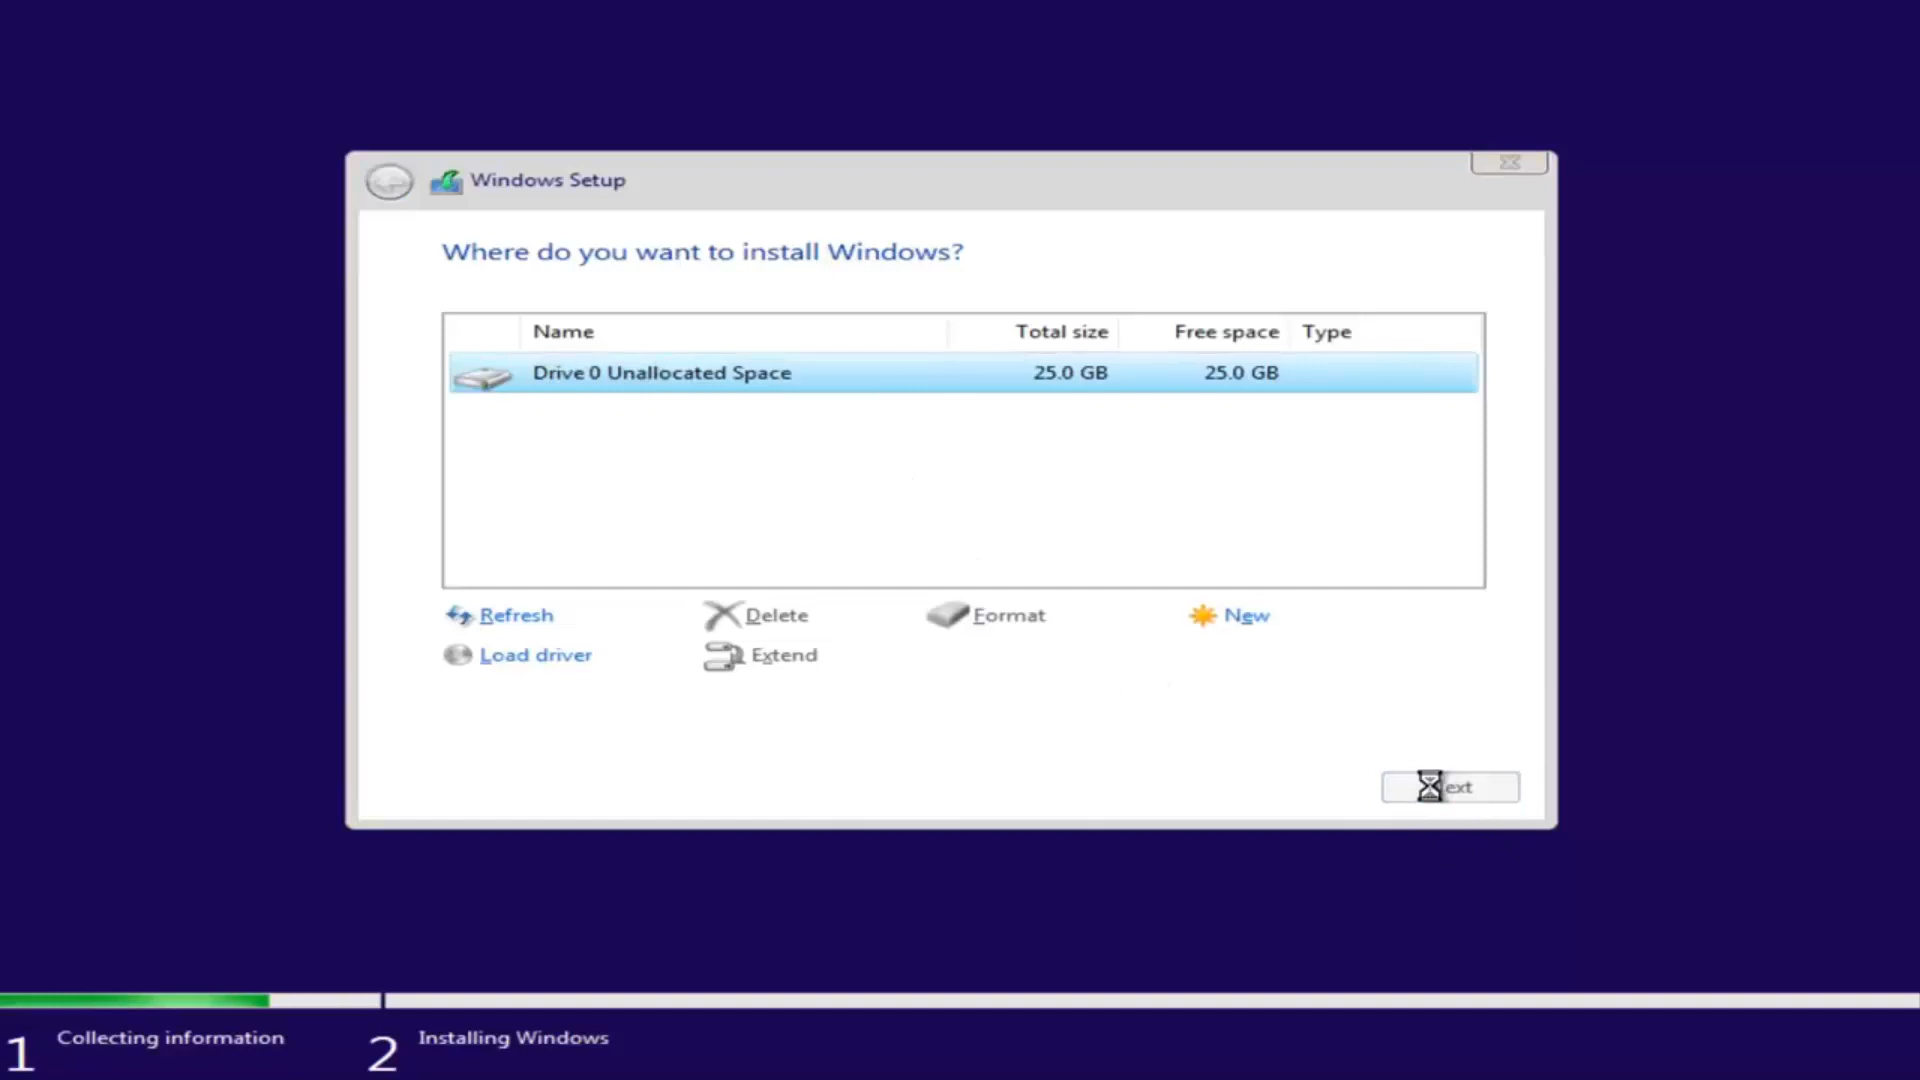 Windows Setup
Where do you want to install Windows?
Name Total size Free space Type
Drive 0 Unallocated Space 25.0 GB 25.0 GB
Refresh Delete Format New
Load driver Extend
ext
1 Collecting information 2 Installing Windows